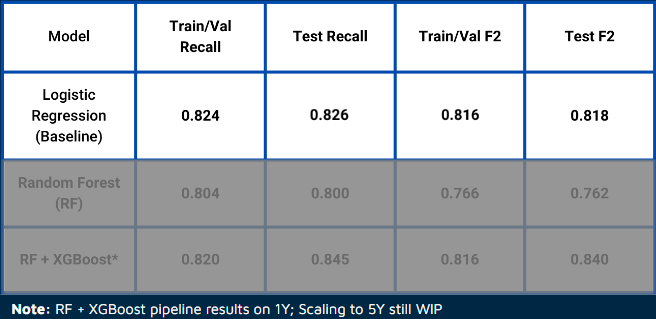 Model Train/Val Recall Test Recall Train/Val F2 Test F2
Logistic Regression (Baseline) 0.824 0.826 0.816 0.818
Random Forest (RF) 0.804 0.800 0.766 0.762
RF + XGBoost* 0.820 0.845 0.816 0.840
Note: RF + XGBoost pipeline results on 1Y; Scaling to 5Y still WIP